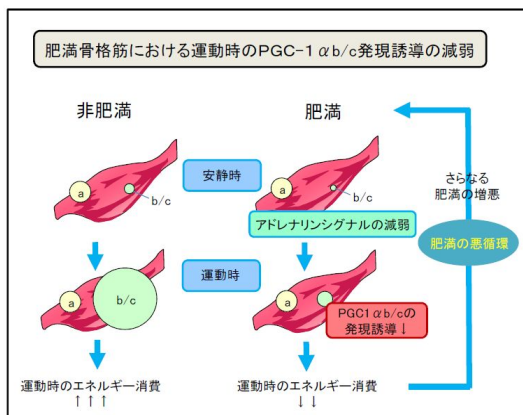 肥満骨格筋における運動時のPGC-1αb/c発現誘導の減弱
非肥満
肥満
安静時
a
b/c
a
b/c
アドレナリンシグナルの減弱
さらなる
肥満の増悪
肥満の悪循環
運動時
a
b/c
a
PGC1αb/cの
発現誘導↓
運動時のエネルギー消費
↑↑↑
運動時のエネルギー消費
↓↓